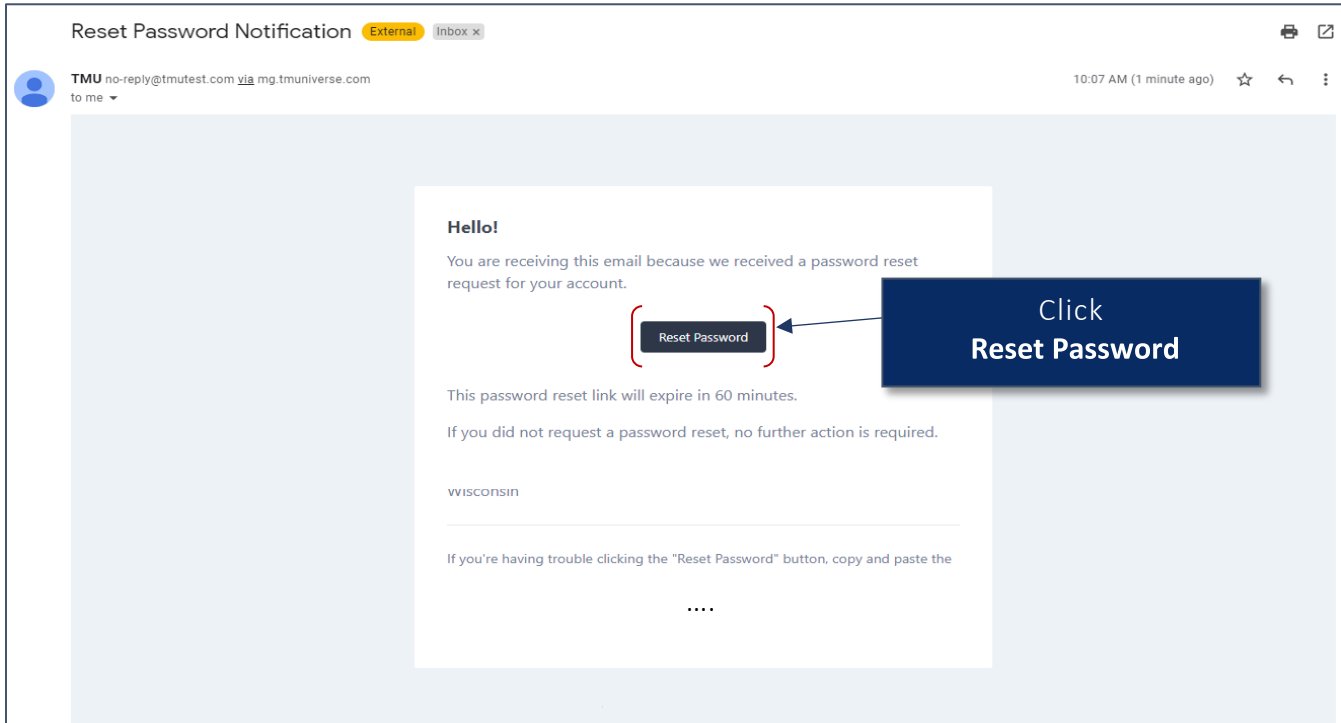 Reset Password Notification External Inbox x
TMU no-reply@tmutest.com via mg.tmuniverse.com 10:07 AM (1 minute ago)
to me
Hello!
You are receiving this email because we received a password reset
request for your account.
Reset Password
Click
Reset Password
This password reset link will expire in 60 minutes.
If you did not request a password reset, no further action is required.
Wisconsin
If you're having trouble clicking the "Reset Password" button, copy and paste the
....